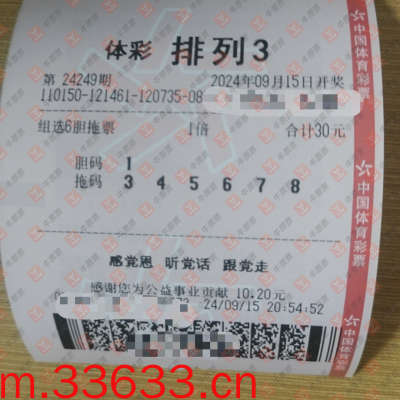 体彩 排列3
第 24249期 2024年09月15日开奖
110150-121461-120735-08
组选6胆拖票 1倍 合计30元
胆码 1
拖码 3 4 5 6 7 8
感党恩 听党话 跟党走
感谢您为公益事业贡献 10.20元
24/09/15 20:54:52
中国体育彩票
中国体育彩票
m.33633.cn